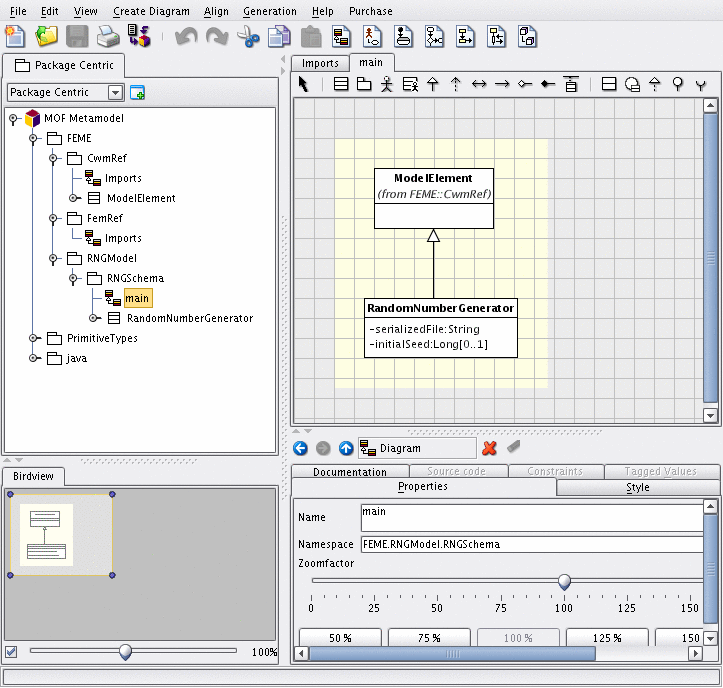 File Edit View Create Diagram Align Generation Help Purchase
Package Centric
Package Centric
MOF Metamodel
FEME
CwmRef
Imports
ModelElement
FemRef
Imports
RNGModel
RNGSchema
main
RandomNumberGenerator
PrimitiveTypes
java
Birdview
100%
Imports main
ModelElement
(from FEME::CwmRef)
RandomNumberGenerator
-serializedFile:String
-initialSeed:Long[0..1]
Diagram
Documentation Source code Constraints Tagged Values
Properties Style
Name main
Namespace FEME.RNGModel.RNGSchema
Zoomfactor
0 25 50 75 100 125 150
50 % 75 % 100 % 125 % 150